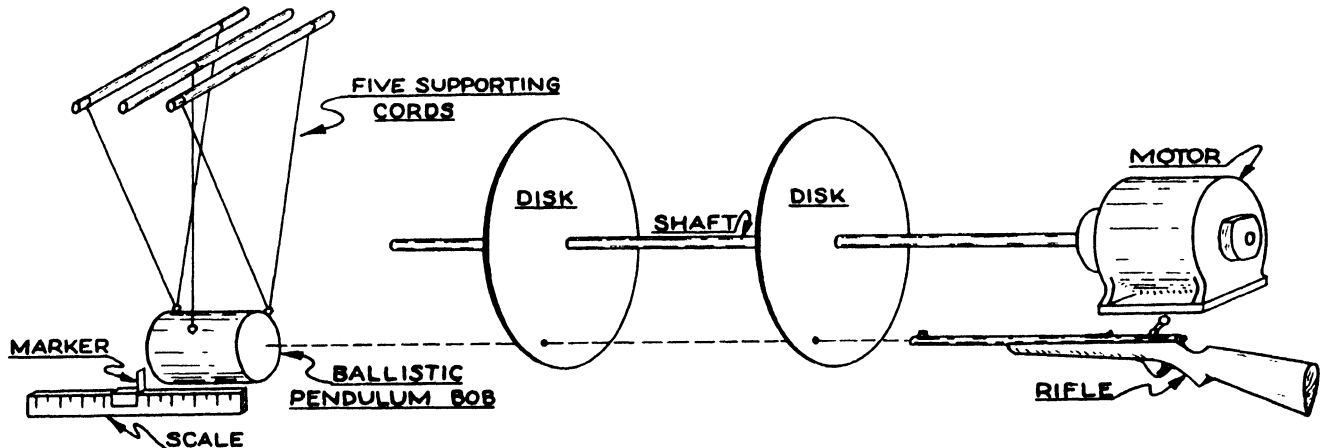 FIVE SUPPORTING
CORDS
DISK
SHAFT
DISK
MOTOR
MARKER
BALLISTIC
PENDULUM BOB
SCALE
RIFLE